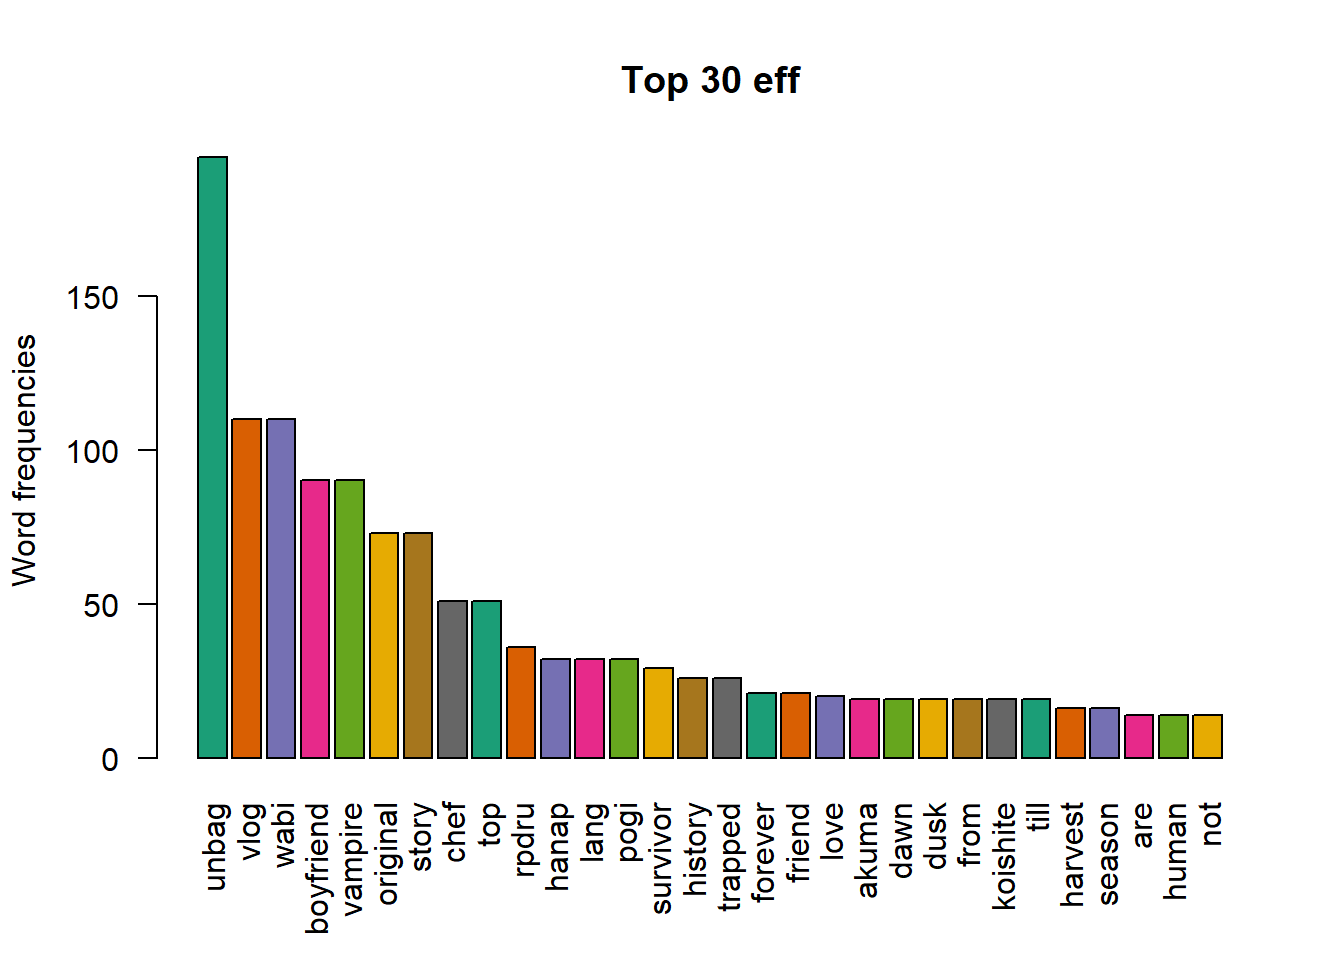 Top 30 eff
Word frequencies
150
100
50
0
unbag
vlog
wabi
boyfriend
vampire
original
story
chef
top
rpdru
hanap
lang
pogi
survivor
history
trapped
forever
friend
love
akuma
dawn
dusk
from
koishite
till
harvest
season
are
human
not